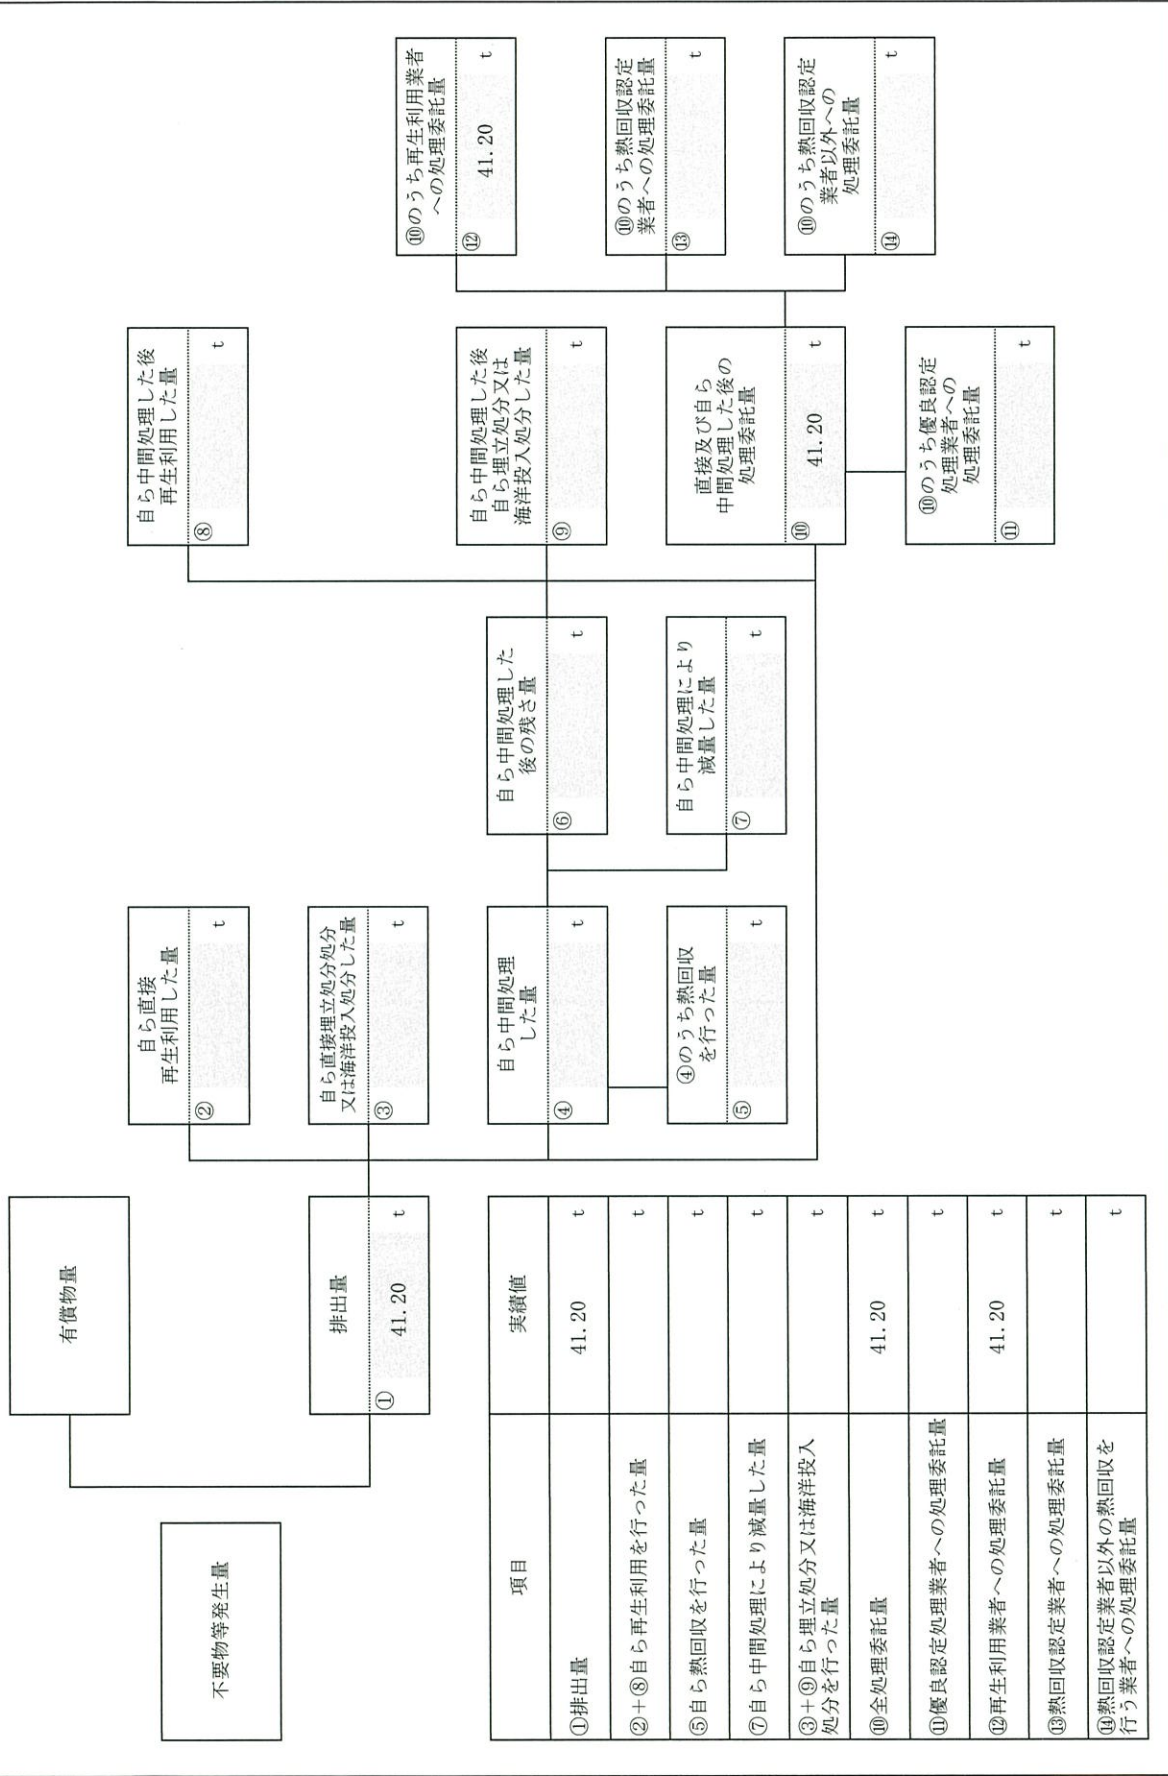 不要物等発生量
有償物量
排出量
① 41.20 t
自ら直接
再生利用した量
② t
自ら直接埋立処分処分
又は海洋投入処分した量
③ t
自ら中間処理
した量
④ t
④のうち熱回収
を行った量
⑤ t
自ら中間処理した
後の残さ量
⑥ t
自ら中間処理により
減量した量
⑦ t
自ら中間処理した後
再生利用した量
⑧ t
自ら中間処理した後
自ら埋立処分又は
海洋投入処分した量
⑨ t
直接及び自ら
中間処理した後の
処理委託量
⑩ 41.20 t
⑩のうち優良認定
処理業者への
処理委託量
⑪ t
⑩のうち再生利用業者
への処理委託量
⑫ 41.20 t
⑩のうち熱回収認定
業者への処理委託量
⑬ t
⑩のうち熱回収認定
業者以外への
処理委託量
⑭ t
項目 実績値
①排出量 41.20 t
②+⑧自ら再生利用を行った量 t
⑤自ら熱回収を行った量 t
⑦自ら中間処理により減量した量 t
③+⑨自ら埋立処分又は海洋投入
処分を行った量 t
⑩全処理委託量 41.20 t
⑪優良認定処理業者への処理委託量 t
⑫再生利用業者への処理委託量 41.20 t
⑬熱回収認定業者への処理委託量 t
⑭熱回収認定業者以外の熱回収を
行う業者への処理委託量 t